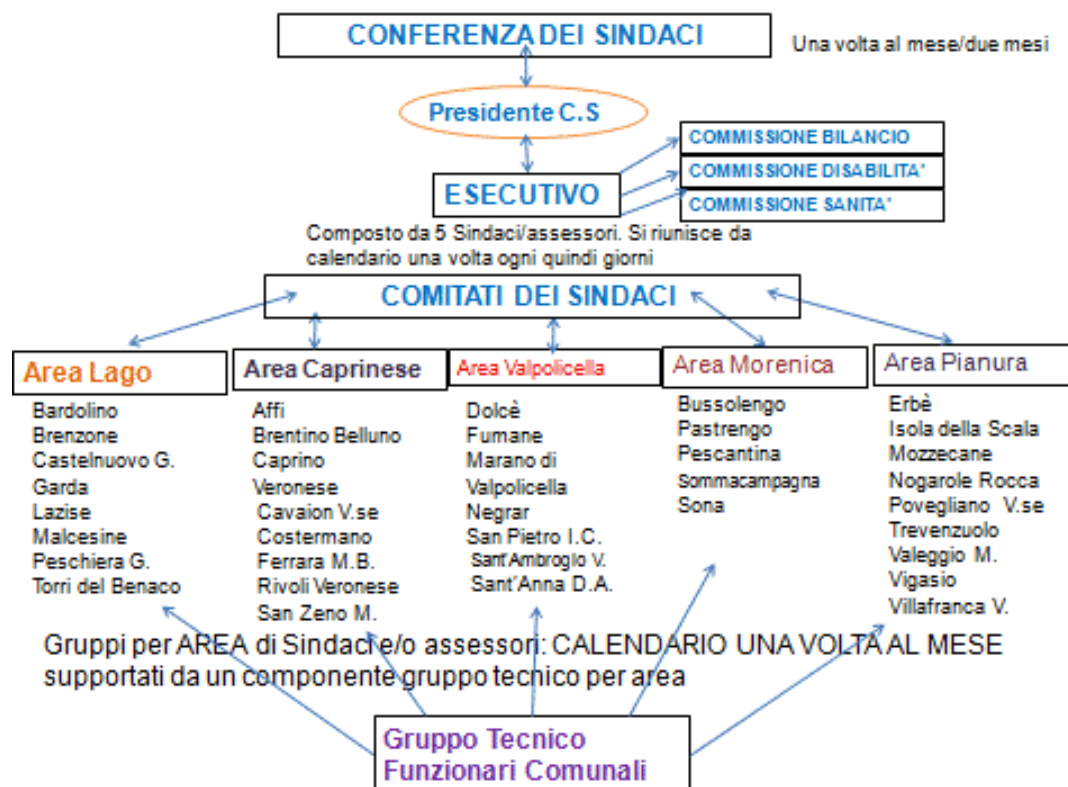 CONFERENZA DEI SINDACI
Una volta al mese/due mesi
Presidente C.S
COMMISSIONE BILANCIO
COMMISSIONE DISABILITA'
COMMISSIONE SANITA'
ESECUTIVO
Composto da 5 Sindaci/assessori. Si riunisce da
calendario una volta ogni quindi giorni
COMITATI DEI SINDACI
Area Lago
Bardolino
Brenzone
Castelnuovo G.
Garda
Lazise
Malcesine
Peschiera G.
Torri del Benaco
Area Caprinese
Affi
Brentino Belluno
Caprino
Veronese
Cavaion V.se
Costermano
Ferrara M.B.
Rivoli Veronese
San Zeno M.
Area Valpolicella
Dolcè
Fumane
Marano di
Valpolicella
Negrar
San Pietro I.C.
Sant'Ambrogio V.
Sant'Anna D.A.
Area Morenica
Bussolengo
Pastrengo
Pescantina
Sommacampagna
Sona
Area Pianura
Erbè
Isola della Scala
Mozzecane
Nogarole Rocca
Povegliano V.se
Trevenzuolo
Valeggio M.
Vigasio
Villafranca V.
Gruppi per AREA di Sindaci e/o assessori: CALENDARIO UNA VOLTA AL MESE
supportati da un componente gruppo tecnico per area
Gruppo Tecnico
Funzionari Comunali